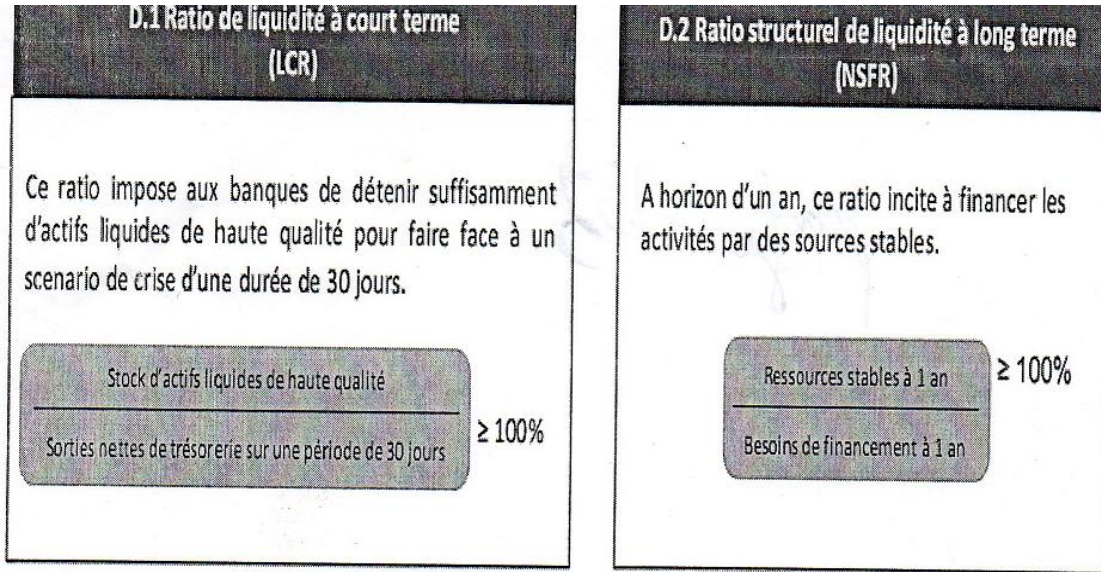 D.1 Ratio de liquidité à court terme
(LCR)
Ce ratio impose aux banques de détenir suffisamment
d'actifs liquides de haute qualité pour faire face à un
scenario de crise d'une durée de 30 jours.
Stock d'actifs liquides de haute qualité
Sorties nettes de trésorerie sur une période de 30 jours
≥ 100%
D.2 Ratio structurel de liquidité à long terme
(NSFR)
A horizon d'un an, ce ratio incite à financer les
activités par des sources stables.
Ressources stables à 1 an
≥ 100%
Besoins de financement à 1 an